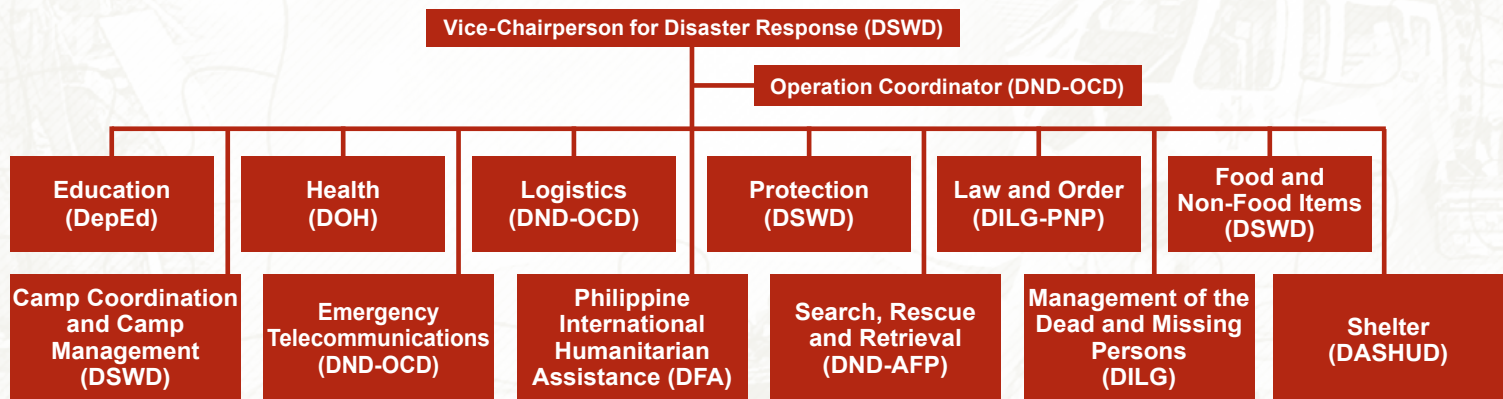 Vice-Chairperson for Disaster Response (DSWD)
Operation Coordinator (DND-OCD)
Education
(DepEd)
Health
(DOH)
Logistics
(DND-OCD)
Protection
(DSWD)
Law and Order
(DILG-PNP)
Food and
Non-Food Items
(DSWD)
Camp Coordination
and Camp
Management
(DSWD)
Emergency
Telecommunications
(DND-OCD)
Philippine
International
Humanitarian
Assistance (DFA)
Search, Rescue
and Retrieval
(DND-AFP)
Management of the
Dead and Missing
Persons
(DILG)
Shelter
(DASHUD)